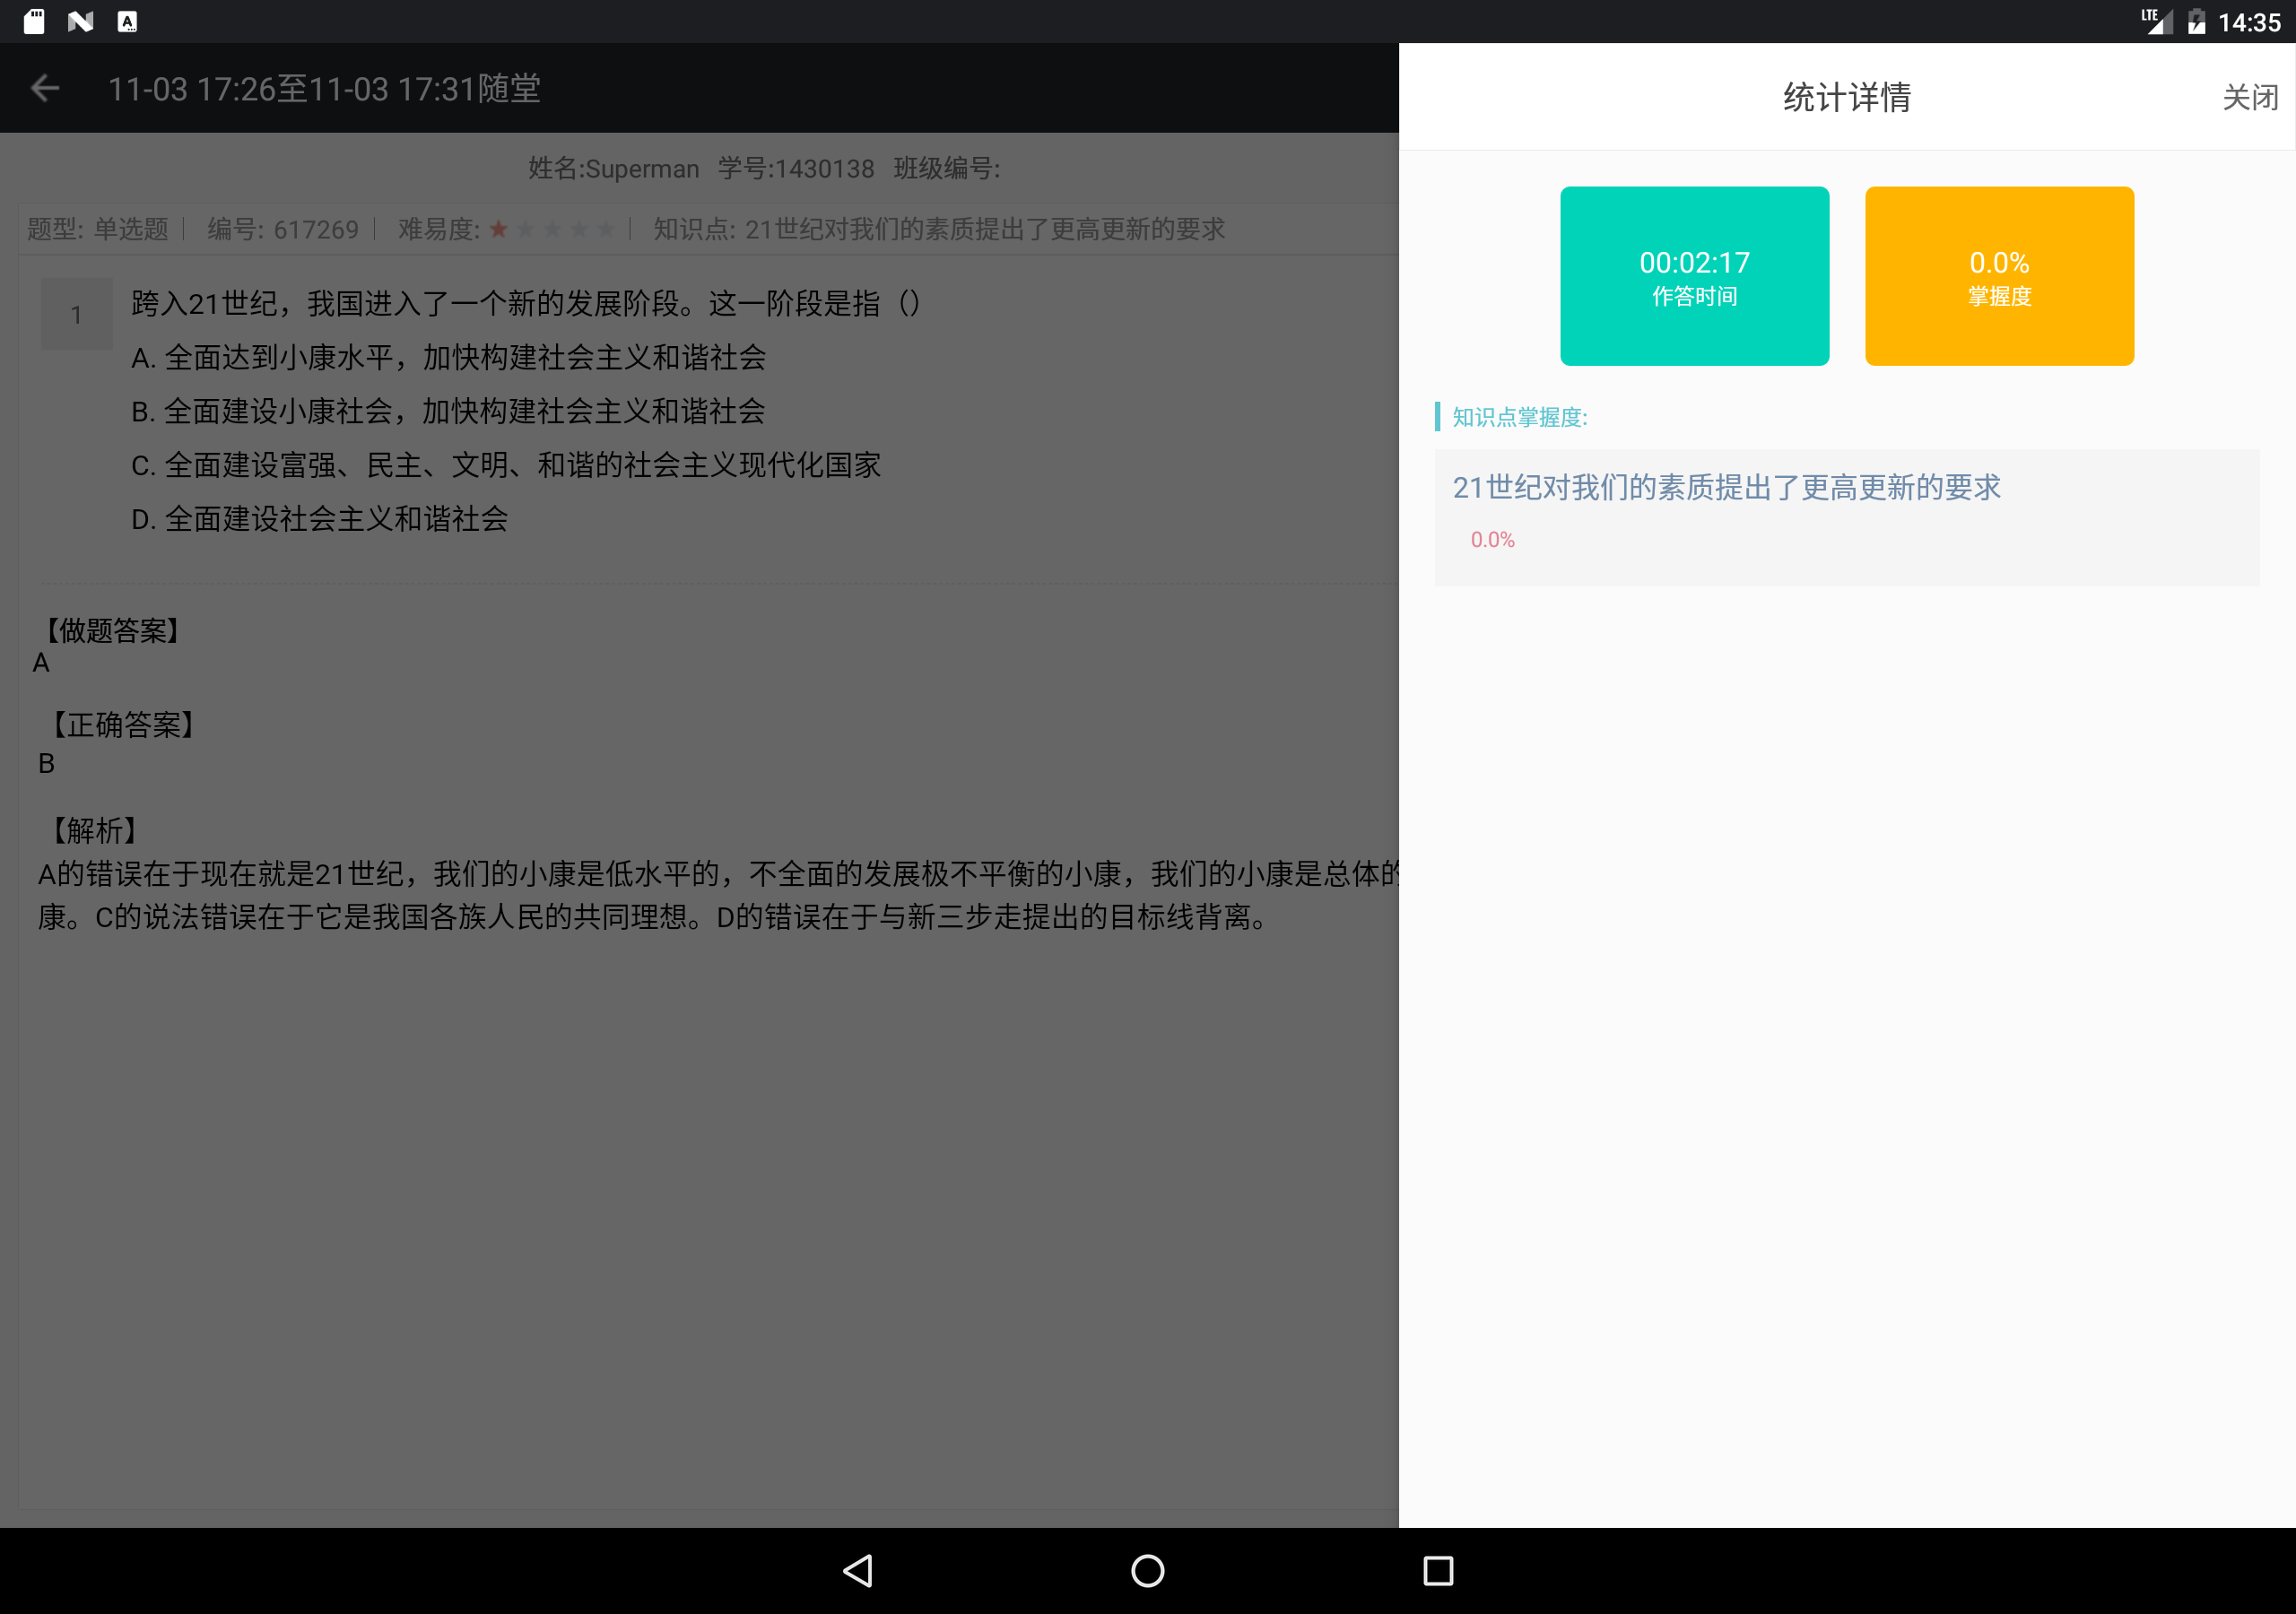 LTE 14:35
11-03 17:26至11-03 17:31随堂
姓名:Superman 学号:1430138 班级编号:
题型: 单选题 编号: 617269 难易度: 知识点: 21世纪对我们的素质提出了更高更新的要求
1
跨入21世纪，我国进入了一个新的发展阶段。这一阶段是指（）
A. 全面达到小康水平，加快构建社会主义和谐社会
B. 全面建设小康社会，加快构建社会主义和谐社会
C. 全面建设富强、民主、文明、和谐的社会主义现代化国家
D. 全面建设社会主义和谐社会
【做题答案】
A
【正确答案】
B
【解析】
A的错误在于现在就是21世纪，我们的小康是低水平的，不全面的发展极不平衡的小康，我们的小康是总体的
康。C的说法错误在于它是我国各族人民的共同理想。D的错误在于与新三步走提出的目标线背离。
统计详情
关闭
00:02:17
作答时间
0.0%
掌握度
知识点掌握度:
21世纪对我们的素质提出了更高更新的要求
0.0%